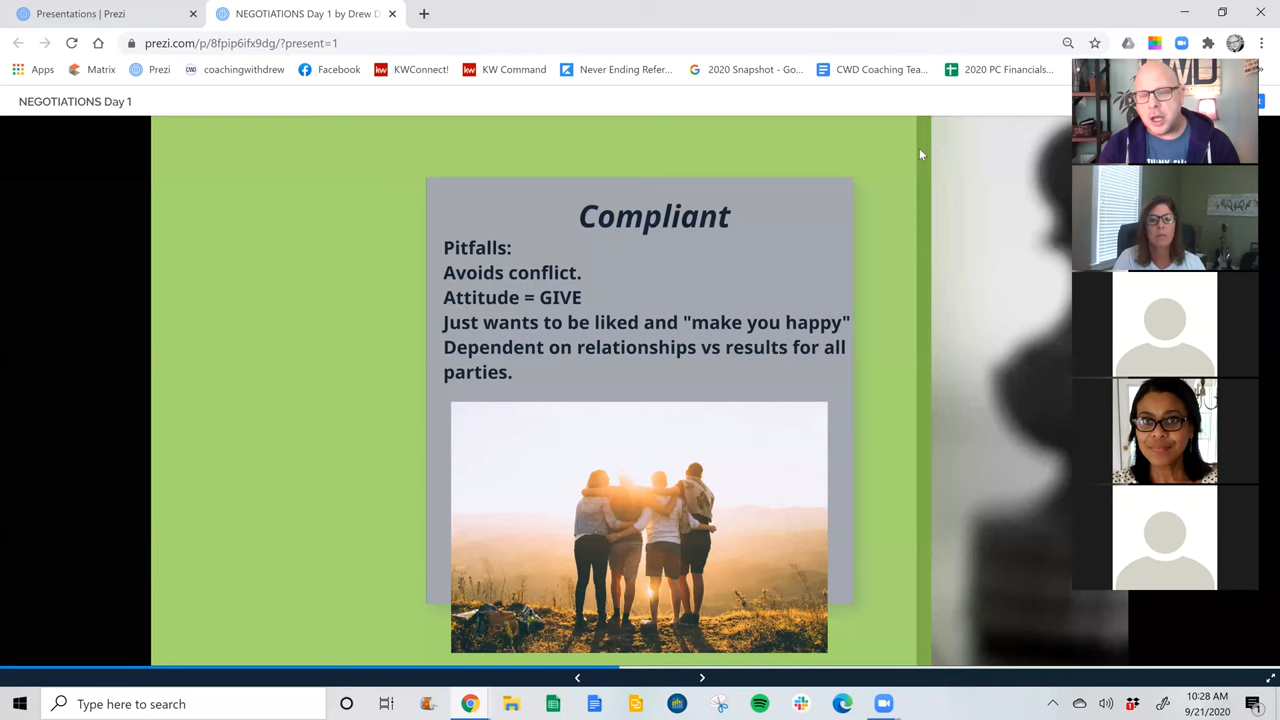 Presentations | Prezi
NEGOTIATIONS Day 1 by Drew D
prezi.com/p/8fpip6ifx9dg/?present=1
Apps
Matrix
Prezi
coachingwithdrew
Facebook
KWConnect!
KW Command
Never Ending Refer...
2020 Snapshot - Go...
CWD Coaching Tea...
2020 PC Financials...
NEGOTIATIONS Day 1
Compliant
Pitfalls:
Avoids conflict.
Attitude = GIVE
Just wants to be liked and "make you happy"
Dependent on relationships vs results for all
parties.
Type here to search
10:28 AM
9/21/2020